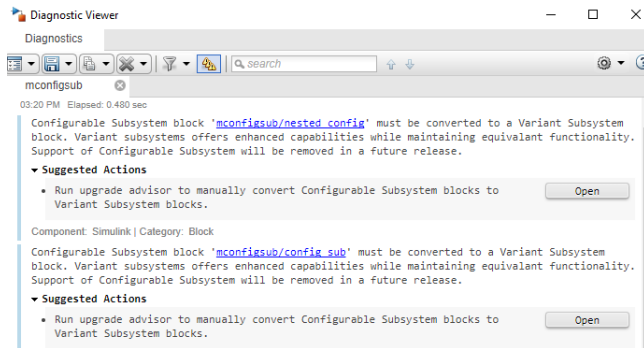 Diagnostic Viewer
Diagnostics
search
mconfigsub
03:20 PM Elapsed: 0.480 sec
Configurable Subsystem block 'mconfigsub/nested config' must be converted to a Variant Subsystem
block. Variant subsystems offers enhanced capabilities while maintaining equivalant functionality.
Support of Configurable Subsystem will be removed in a future release.
Suggested Actions
• Run upgrade advisor to manually convert Configurable Subsystem blocks to
Variant Subsystem blocks.
Open
Component: Simulink | Category: Block
Configurable Subsystem block 'mconfigsub/config sub' must be converted to a Variant Subsystem
block. Variant subsystems offers enhanced capabilities while maintaining equivalant functionality.
Support of Configurable Subsystem will be removed in a future release.
Suggested Actions
• Run upgrade advisor to manually convert Configurable Subsystem blocks to
Variant Subsystem blocks.
Open